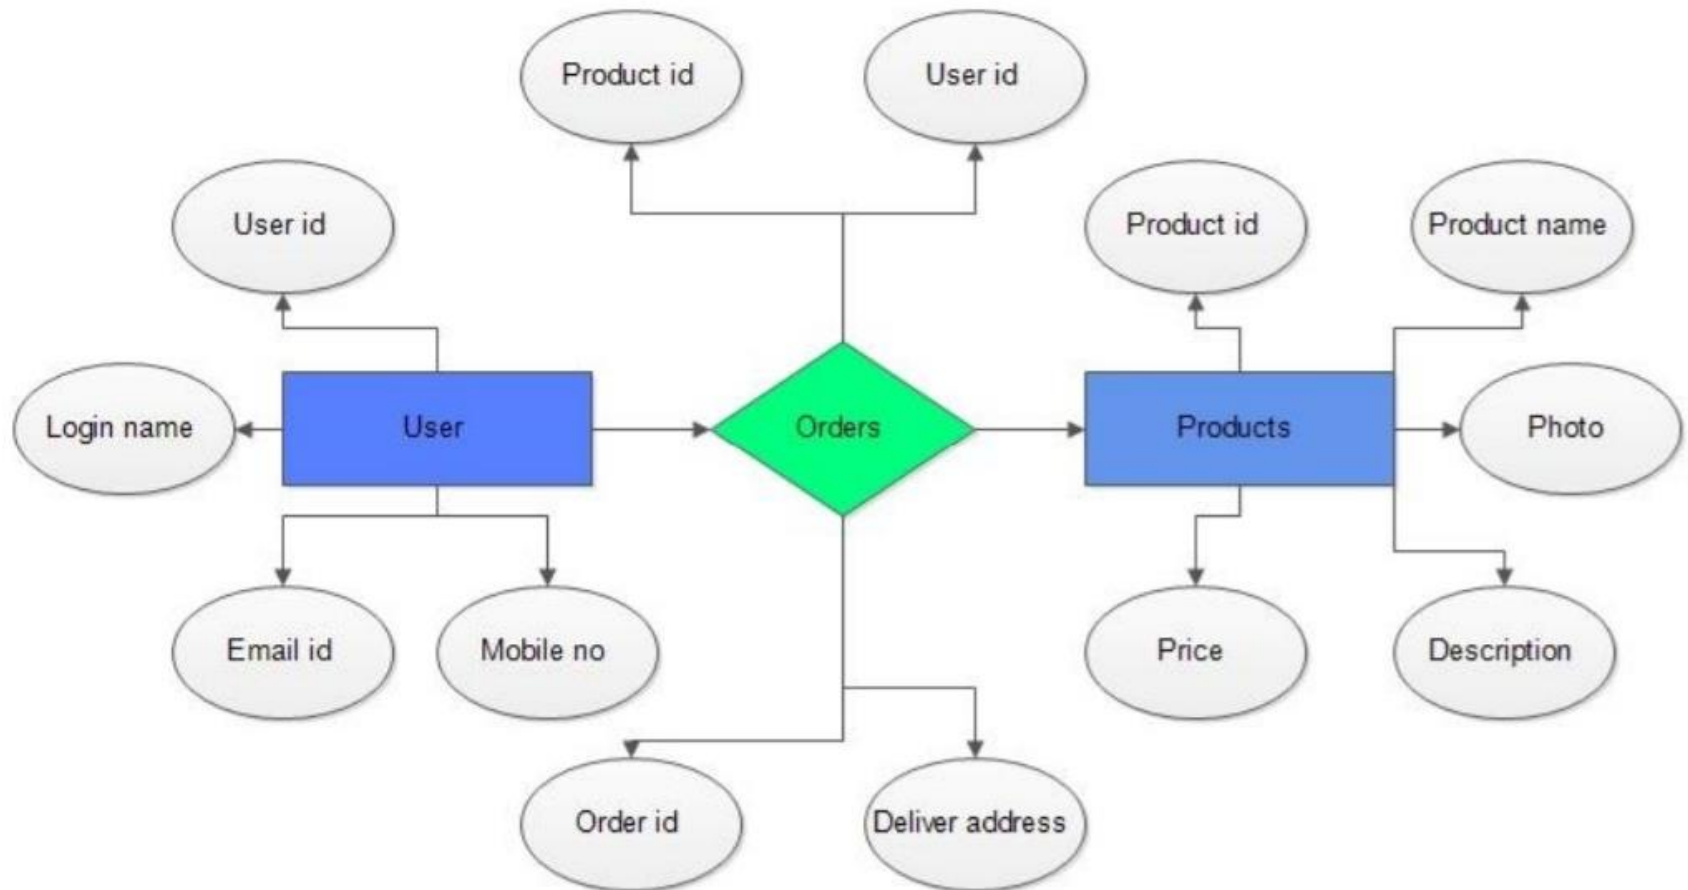 Product id
User id
User id
Product id
Product name
Login name
User
Orders
Products
Photo
Email id
Mobile no
Price
Description
Order id
Deliver address